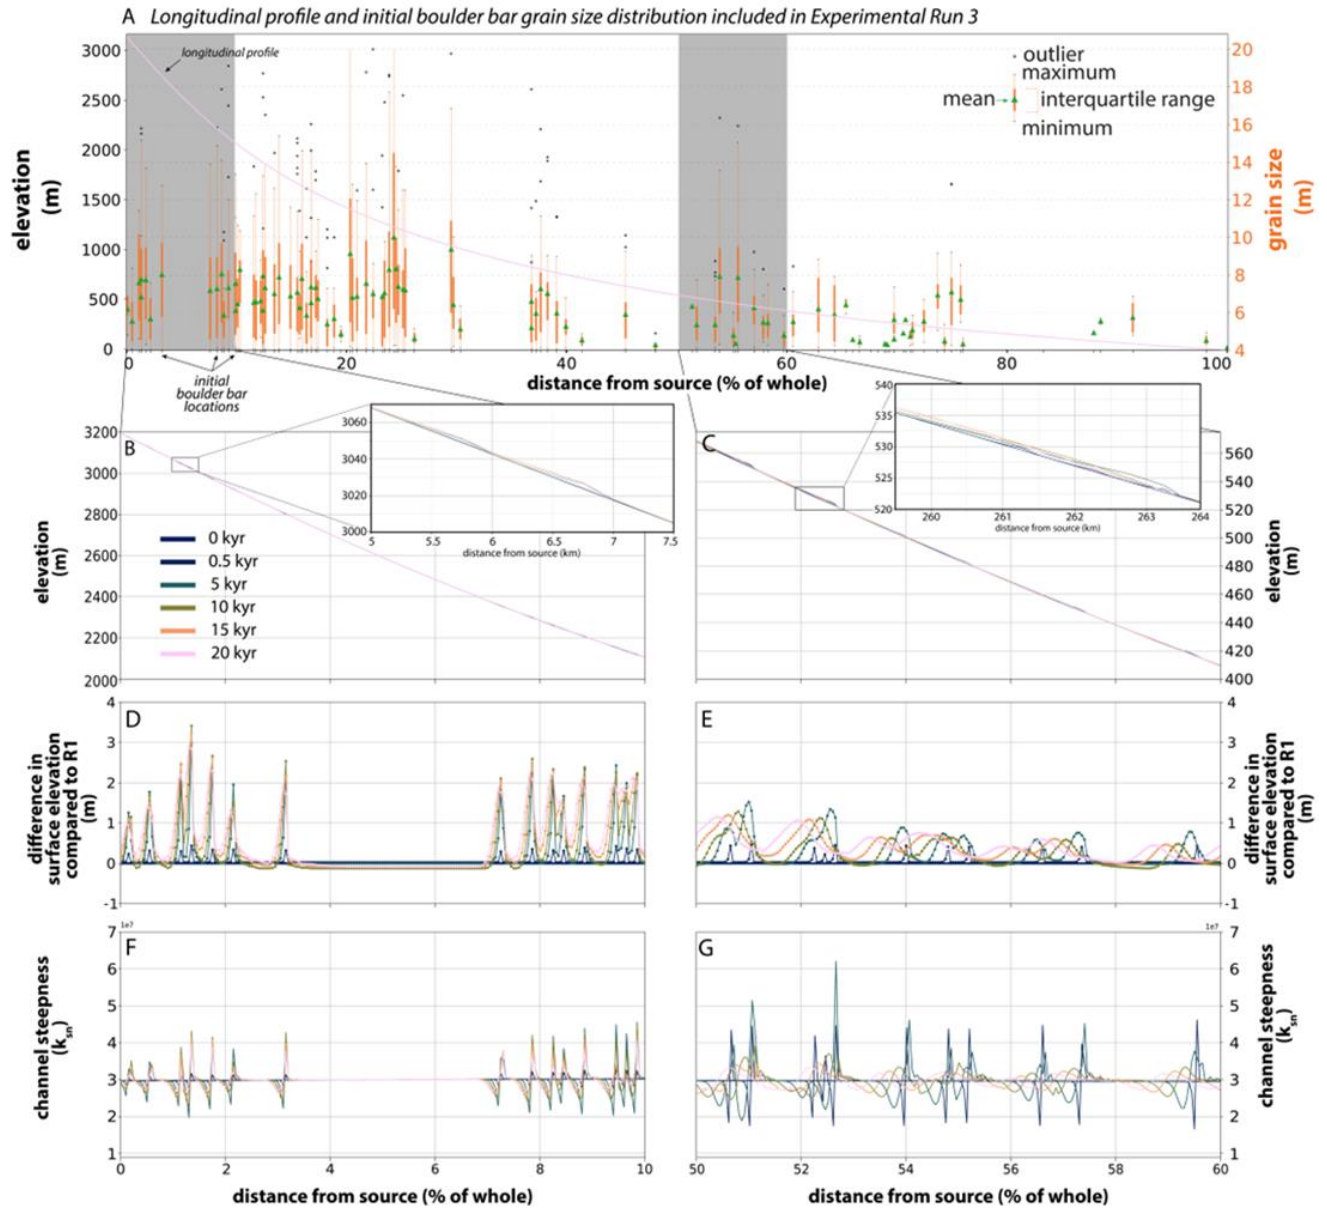 A Longitudinal profile and initial boulder bar grain size distribution included in Experimental Run 3
longitudinal profile
outlier
maximum
mean
interquartile range
minimum
3000
2500
2000
1500
1000
500
0
elevation
(m)
20
18
16
14
12
10
8
6
4
grain size
(m)
0 20 40 60 80 100
distance from source (% of whole)
initial
boulder bar
locations
B
3200
3000
2800
2600
2400
2200
2000
elevation
(m)
3060
3040
3020
3000
5 5.5 6 6.5 7 7.5
distance from source (km)
0 kyr
0.5 kyr
5 kyr
10 kyr
15 kyr
20 kyr
C
540
535
530
525
520
260 261 262 263 264
distance from source (km)
560
540
520
500
480
460
440
420
400
elevation
(m)
D
4
3
2
1
0
-1
difference in
surface elevation
compared to R1
(m)
E
4
3
2
1
0
-1
difference in
surface elevation
compared to R1
(m)
F
1e7
7
6
5
4
3
2
1
channel steepness
(ksn)
0 2 4 6 8 10
distance from source (% of whole)
G
1e7
7
6
5
4
3
2
1
channel steepness
(ksn)
50 52 54 56 58 60
distance from source (% of whole)